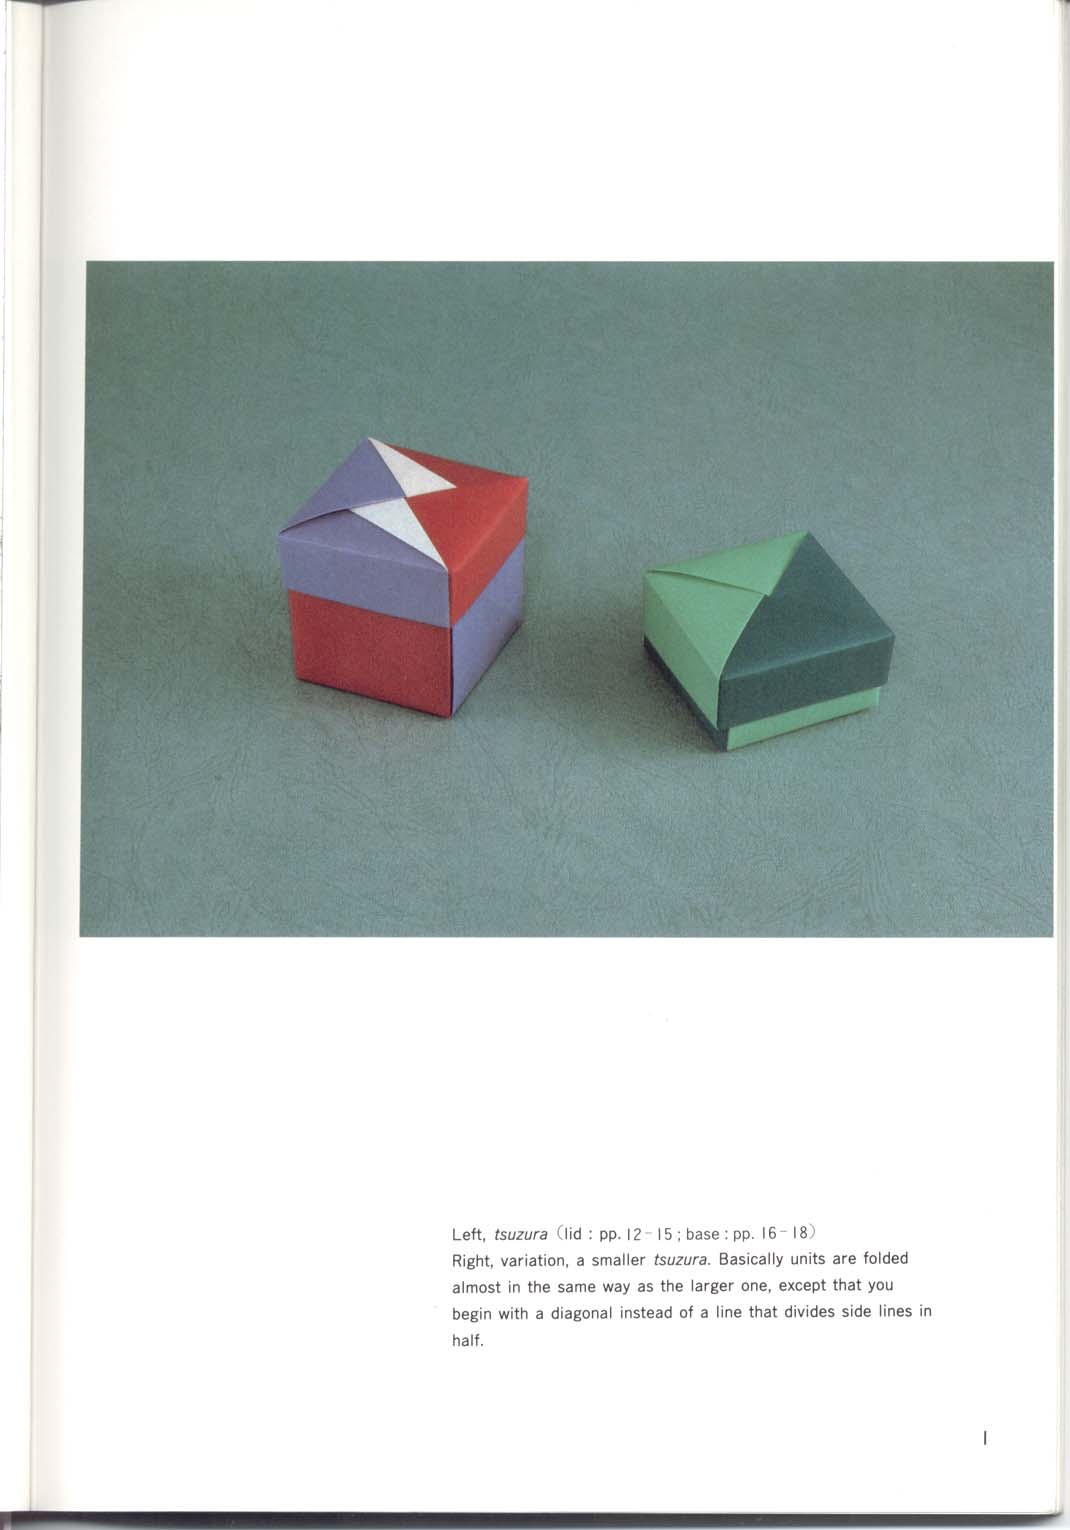 Left, tsuzura (lid : pp. 12-15 ; base : pp. 16-18)
Right, variation, a smaller tsuzura. Basically units are folded
almost in the same way as the larger one, except that you
begin with a diagonal instead of a line that divides side lines in
half.
1